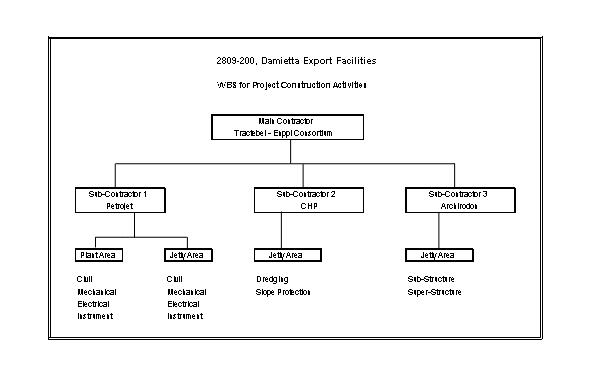 2809-200, Damietta Export Facilities
WBS for Project Construction Activities
Main Contractor
Tractebel - Enppi Consortium
Sub-Contractor 1
Petrojet
Sub-Contractor 2
CHP
Sub-Contractor 3
Archirodon
Plant Area
Jetty Area
Jetty Area
Jetty Area
Civil
Mechanical
Electrical
Instrument
Civil
Mechanical
Electrical
Instrument
Dredging
Slope Protection
Sub-Structure
Super-Structure